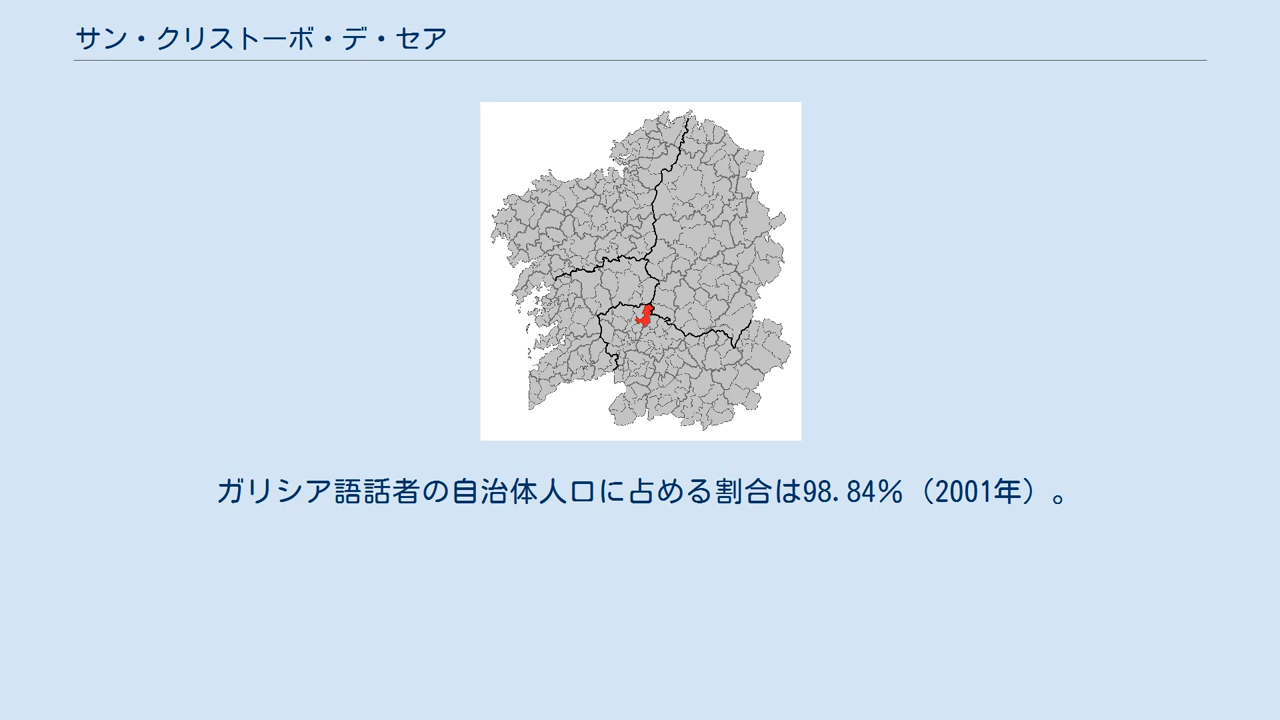 サン・クリストーボ・デ・セア
ガリシア語話者の自治体人口に占める割合は98.84％（2001年）。